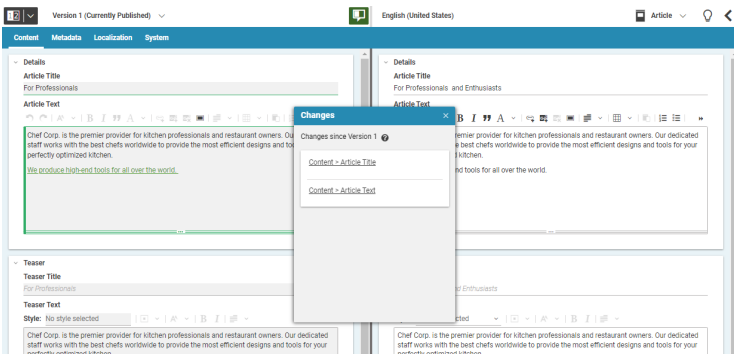 Version 1 (Currently Published)
English (United States)
Article
Content Metadata Localization System
Details
Article Title
For Professionals
Article Text
Chef Corp. is the premier provider for kitchen professionals and restaurant owners. Our
staff works with the best chefs worldwide to provide the most efficient designs and
perfectly optimized kitchen.
We produce high-end tools for all over the world.
Teaser
Teaser Title
For Professionals
Teaser Text
Style: No style selected
Chef Corp. is the premier provider for kitchen professionals and restaurant owners. Our dedicated
staff works with the best chefs worldwide to provide the most efficient designs and tools for your
perfectly optimized kitchen
Changes
Changes since Version 1
Content > Article Title
Content > Article Text
Details
Article Title
For Professionals and Enthusiasts
Article Text
provider for kitchen professionals and restaurant owners. Our dedicated
best chefs worldwide to provide the most efficient designs and tools for your
kitchen.
tools for all over the world.
and Enthusiasts
Chef Corp. is the premier provider for kitchen professionals and restaurant owners. Our dedicated
staff works with the best chefs worldwide to provide the most efficient designs and tools for your
perfectly optimized kitchen